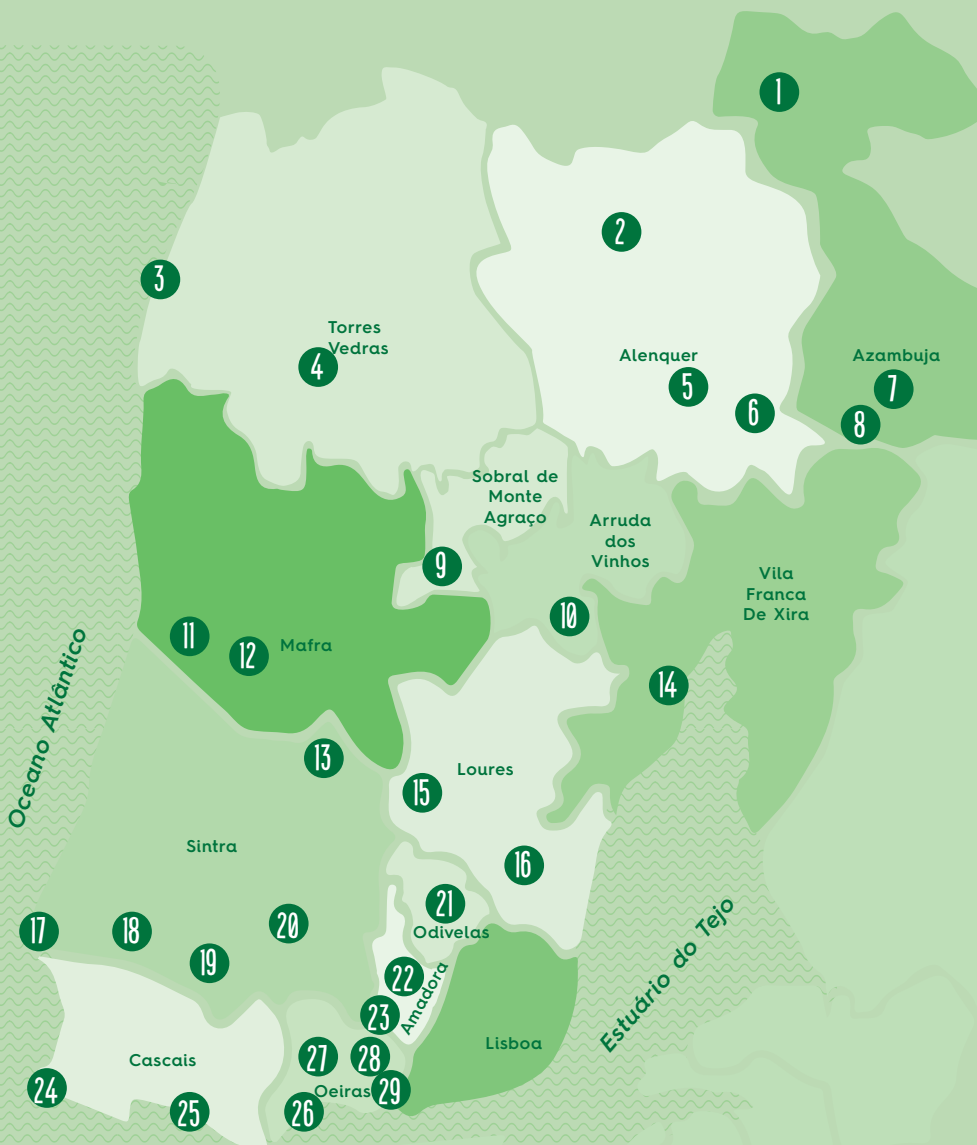 1
2
3
Torres
Vedras
4
Alenquer
5
6
Azambuja
7
8
Sobral de
Monte
Agraço
Arruda
dos
Vinhos
9
10
Vila
Franca
De Xira
11
12
Mafra
13
14
Oceano Atlântico
Loures
15
16
Sintra
17
18
19
20
21
Odivelas
22
Amadora
23
Estuário do Tejo
Lisboa
Cascais
24
25
26
27
28
Oeiras
29